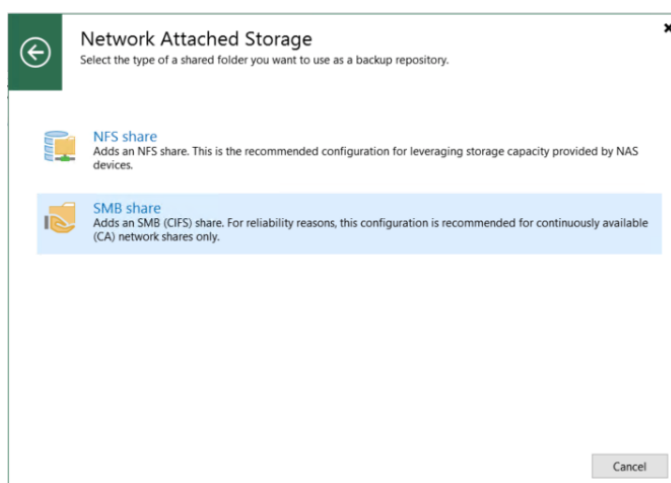 Network Attached Storage
Select the type of a shared folder you want to use as a backup repository.
NFS share
Adds an NFS share. This is the recommended configuration for leveraging storage capacity provided by NAS
devices.
SMB share
Adds an SMB (CIFS) share. For reliability reasons, this configuration is recommended for continuously available
(CA) network shares only.
Cancel